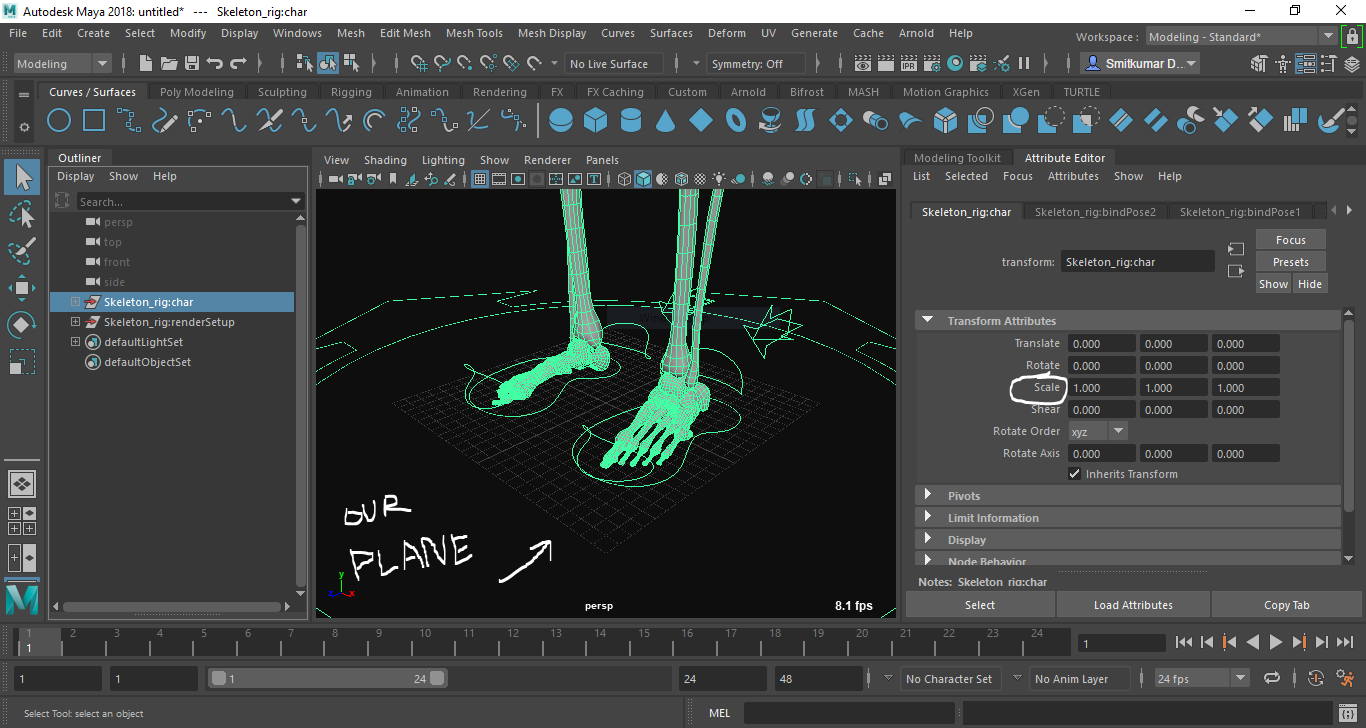 Autodesk Maya 2018: untitled* --- Skeleton_rig:char
File Edit Create Select Modify Display Windows Mesh Edit Mesh Mesh Tools Mesh Display Curves Surfaces Deform UV Generate Cache Arnold Help
Workspace : Modeling - Standard*
Modeling No Live Surface Symmetry: Off IPR Smitkumar D...
Curves / Surfaces Poly Modeling Sculpting Rigging Animation Rendering FX FX Caching Custom Arnold Bifrost MASH Motion Graphics XGen TURTLE
Outliner
Display Show Help
Search...
persp
top
front
side
Skeleton_rig:char
Skeleton_rig:renderSetup
defaultLightSet
defaultObjectSet
View Shading Lighting Show Renderer Panels
OUR
PLANE
y
z x
persp
8.1 fps
Modeling Toolkit Attribute Editor
List Selected Focus Attributes Show Help
Skeleton_rig:char Skeleton_rig:bindPose2 Skeleton_rig:bindPose1
transform: Skeleton_rig:char
Focus
Presets
Show Hide
Transform Attributes
Translate 0.000 0.000 0.000
Rotate 0.000 0.000 0.000
Scale 1.000 1.000 1.000
Shear 0.000 0.000 0.000
Rotate Order xyz
Rotate Axis 0.000 0.000 0.000
Inherits Transform
Pivots
Limit Information
Display
Node Behavior
Notes: Skeleton_rig:char
Select Load Attributes Copy Tab
1 2 3 4 5 6 7 8 9 10 11 12 13 14 15 16 17 18 19 20 21 22 23 24
1 1
1 1 1 24 24 48 No Character Set No Anim Layer 24 fps
Select Tool: select an object MEL